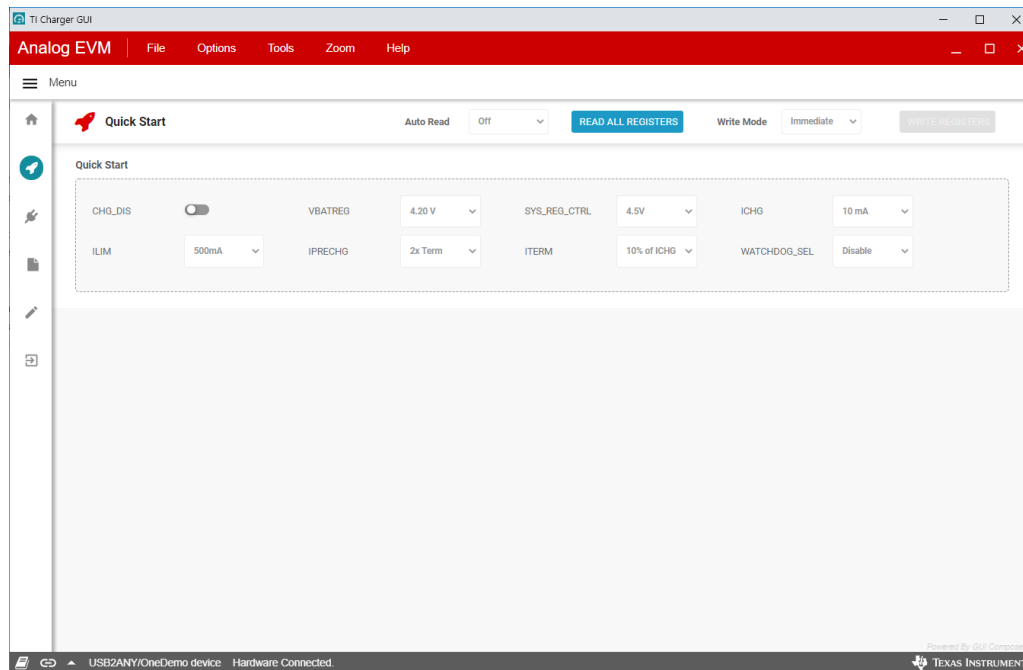 TI Charger GUI
Analog EVM File Options Tools Zoom Help
Menu
Quick Start Auto Read Off READ ALL REGISTERS Write Mode Immediate WRITE REGISTERS
Quick Start
CHG_DIS VBATREG 4.20 V SYS_REG_CTRL 4.5V ICHG 10 mA
ILIM 500mA IPRECHG 2x Term ITERM 10% of ICHG WATCHDOG_SEL Disable
Powered By GUI Compose
USB2ANY/OneDemo device Hardware Connected. TEXAS INSTRUMEN